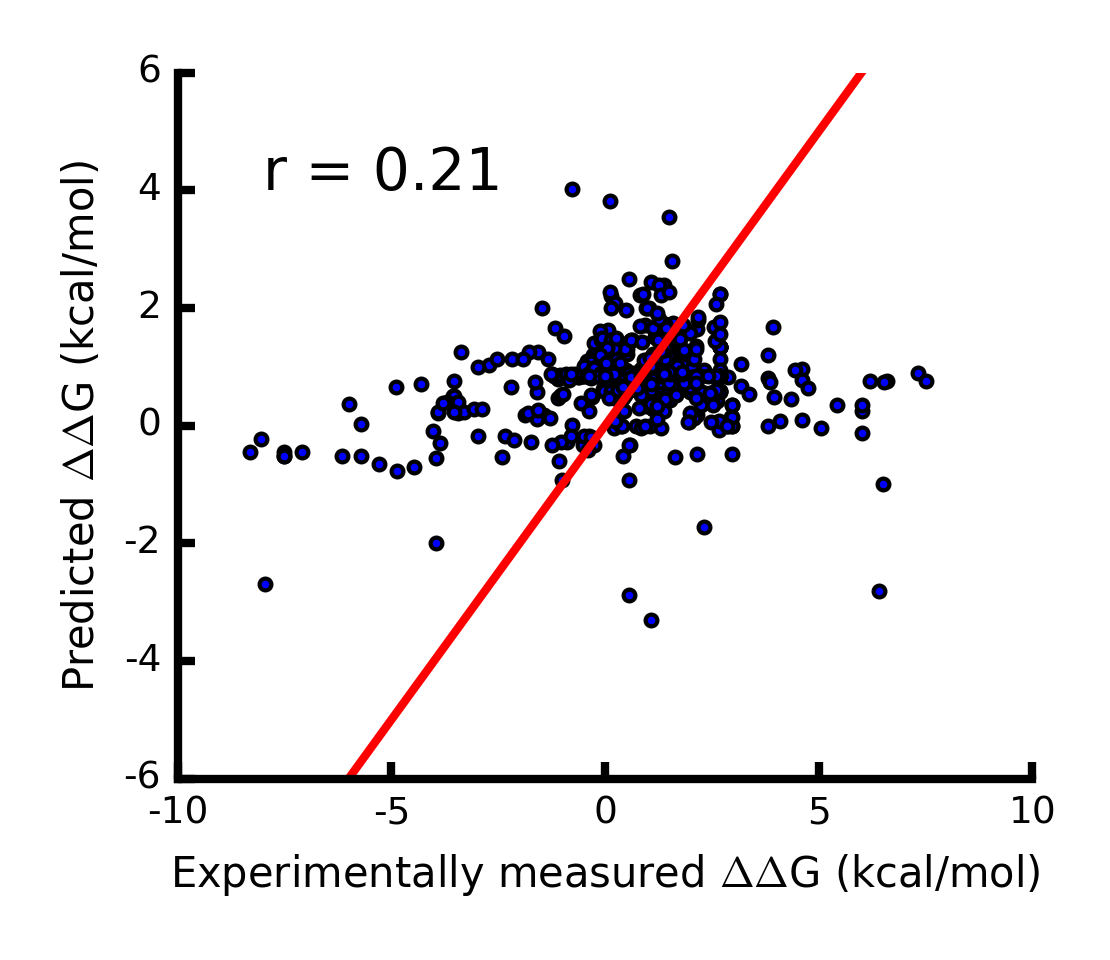 6
r = 0.21
4
2
0
-2
-4
-6
Predicted ΔΔG (kcal/mol)
-10 -5 0 5 10
Experimentally measured ΔΔG (kcal/mol)